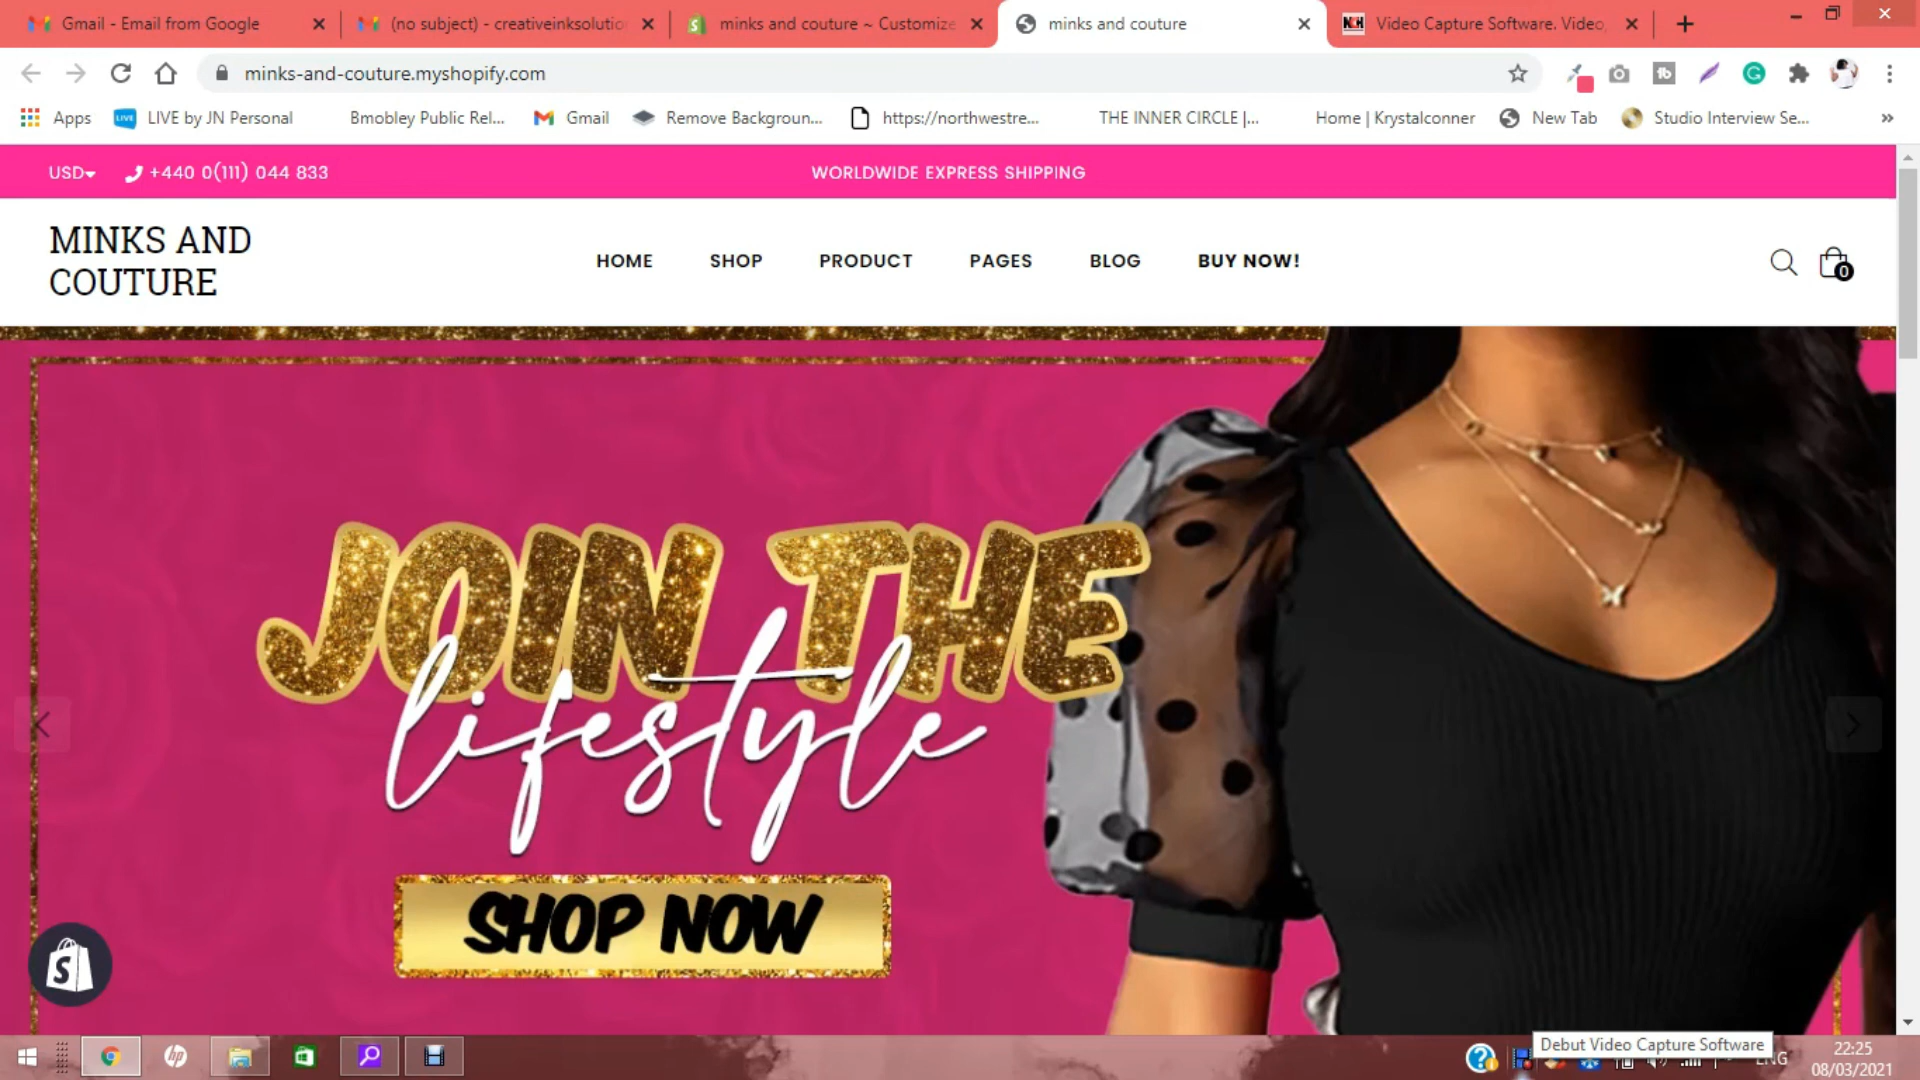 Gmail - Email from Google
(no subject) - creativeinksolutio
minks and couture ~ Customize
minks and couture
Video Capture Software. Video,
minks-and-couture.myshopify.com
Apps
LIVE
LIVE by JN Personal
Bmobley Public Rel...
Gmail
Remove Backgroun...
https://northwestre...
THE INNER CIRCLE |...
Home | Krystalconner
New Tab
Studio Interview Se...
»
USD
+440 0(111) 044 833
WORLDWIDE EXPRESS SHIPPING
MINKS AND
COUTURE
HOME
SHOP
PRODUCT
PAGES
BLOG
BUY NOW!
0
JOIN THE
lifestyle
SHOP NOW
Debut Video Capture Software
ENG
22:25
08/03/2021